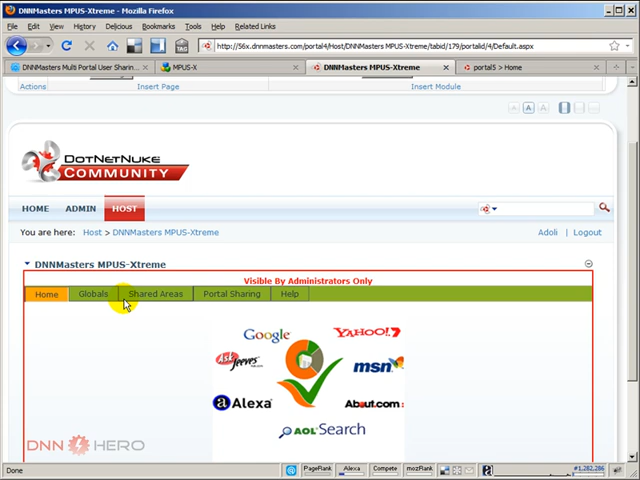 DNNMasters MPUS-Xtreme - Mozilla Firefox
File Edit View History Delicious Bookmarks Tools Help Related Links
TAG
http://56x.dnnmasters.com/portal4/Host/DNNMasters MPUS-Xtreme/tabid/179/portalid/4/Default.aspx
DNNMasters Multi Portal User Sharin... MPUS-X DNNMasters MPUS-Xtreme portal5 > Home
Actions Insert Page Insert Module
A A A
DOTNETNUKE
COMMUNITY
HOME ADMIN HOST
You are here: Host > DNNMasters MPUS-Xtreme Adoli | Logout
DNNMasters MPUS-Xtreme
Visible By Administrators Only
Home Globals Shared Areas Portal Sharing Help
Google YAHOO!
Ask Jeeves msn
Alexa About.com
AOL Search
DNN HERO
Done PageRank Alexa Compete mozRank #1,282,286